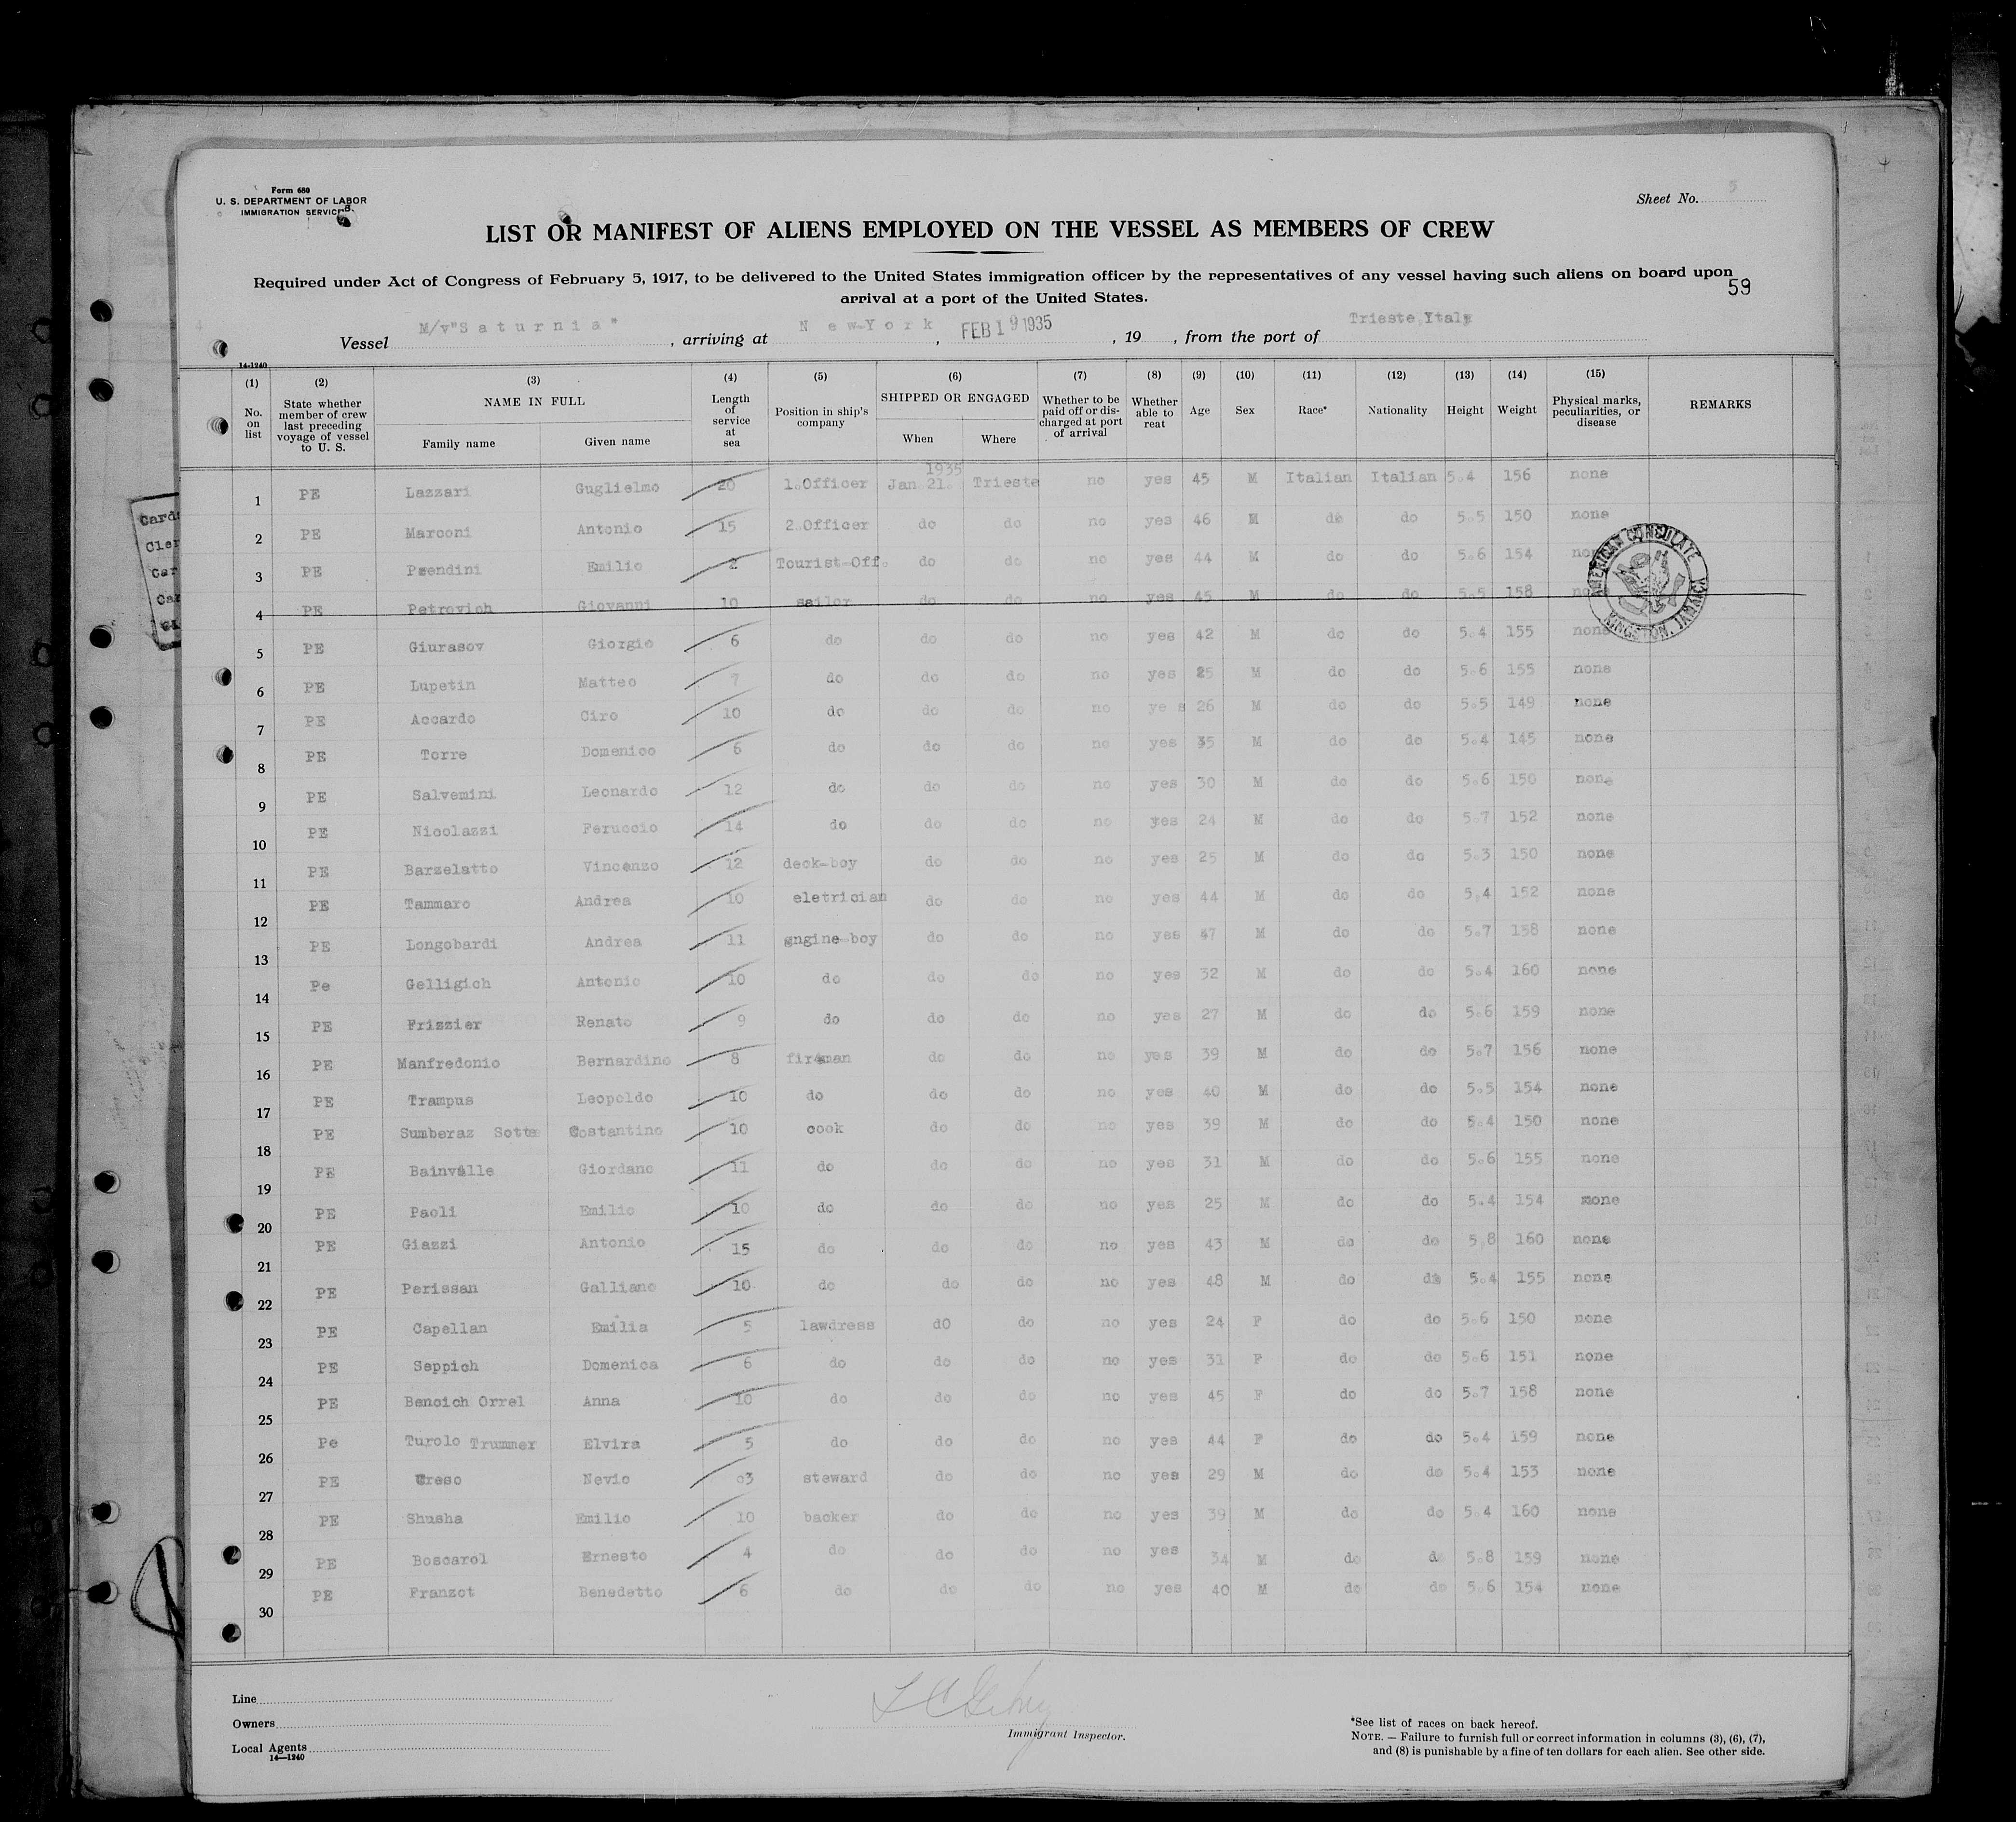 Form 680
U. S. DEPARTMENT OF LABOR
IMMIGRATION SERVICE
Sheet No. 5
LIST OR MANIFEST OF ALIENS EMPLOYED ON THE VESSEL AS MEMBERS OF CREW
Required under Act of Congress of February 5, 1917, to be delivered to the United States immigration officer by the representatives of any vessel having such aliens on board upon
arrival at a port of the United States.
59
Vessel M/v"Saturnia" , arriving at New-York , FEB 19 1935 , 19 , from the port of Trieste Italy
14-1240
(1) No. on list (2) State whether member of crew last preceding voyage of vessel to U. S. (3) NAME IN FULL Family name Given name (4) Length of service at sea (5) Position in ship's company (6) SHIPPED OR ENGAGED When Where (7) Whether to be paid off or discharged at port of arrival (8) Whether able to reat (9) Age (10) Sex (11) Race* (12) Nationality (13) Height (14) Weight (15) Physical marks, peculiarities, or disease REMARKS
1935
1 PE Lazzari Guglielmo 20 1.Officer Jan 21. Trieste no yes 45 M Italian Italian 5.4 156 none
2 PE Marconi Antonio 15 2.Officer do do no yes 46 M do do 5.5 150 none
3 PE Prendini Emilio 2 Tourist-Off. do do no yes 44 M do do 5.6 154 none
4 PE Petrovich Giovanni 10 sailor do do no yes 45 M do do 5.5 158 none
5 PE Giurasov Giorgio 6 do do do no yes 42 M do do 5.4 155 none
6 PE Lupetin Matteo 7 do do do no yes 25 M do do 5.6 155 none
7 PE Accardo Ciro 10 do do do no ye s 26 M do do 5.5 149 none
8 PE Torre Domenico 6 do do do no yes 35 M do do 5.4 145 none
9 PE Salvemini Leonardo 12 do do do no yes 30 M do do 5.6 150 none
10 PE Nicolazzi Feruccio 14 do do do no yes 24 M do do 5.7 152 none
11 PE Barzelatto Vincenzo 12 deck-boy do do no yes 25 M do do 5.3 150 none
12 PE Tammaro Andrea 10 eletrician do do no yes 44 M do do 5.4 152 none
13 PE Longobardi Andrea 11 gngine-boy do do no yes 47 M do do 5.7 158 none
14 Pe Gelligich Antonio 10 do do do no yes 32 M do do 5.4 160 none
15 PE Frizzier Renato 9 do do do no yes 27 M do do 5.6 159 none
16 PE Manfredonio Bernardino 8 fireman do do no yes 39 M do do 5.7 156 none
17 PE Trampus Leopoldo 10 do do do no yes 40 M do do 5.5 154 none
18 PE Sumberaz Sotte Costantino 10 cook do do no yes 39 M do do 5.4 150 none
19 PE Bainville Giordano 11 do do do no yes 31 M do do 5.6 155 none
20 PE Paoli Emilio 10 do do do no yes 25 M do do 5.4 154 none
21 PE Giazzi Antonio 15 do do do no yes 43 M do do 5.8 160 none
22 PE Perissan Galliano 10 do do do no yes 48 M do do 5.4 155 none
23 PE Capellan Emilia 5 lawdress dO do no yes 24 F do do 5.6 150 none
24 PE Seppich Domenica 6 do do do no yes 31 F do do 5.6 151 none
25 PE Bencich Orrel Anna 10 do do do no yes 45 F do do 5.7 158 none
26 Pe Turolo Trummer Elvira 5 do do do no yes 44 F do do 5.4 159 none
27 PE Creso Nevio 03 steward do do no yes 29 M do do 5.4 153 none
28 PE Shusha Emilio 10 backer do do no yes 39 M do do 5.4 160 none
29 PE Boscarol Ernesto 4 do do do no yes 34 M do do 5.8 159 none
30 PE Franzot Benedetto 6 do do do no yes 40 M do do 5.6 154 none
AMERICAN CONSULATE
KINGSTON, JAMAICA
Line
Owners
Local Agents
14-1240
Immigrant Inspector.
*See list of races on back hereof.
NOTE. — Failure to furnish full or correct information in columns (3), (6), (7),
and (8) is punishable by a fine of ten dollars for each alien. See other side.